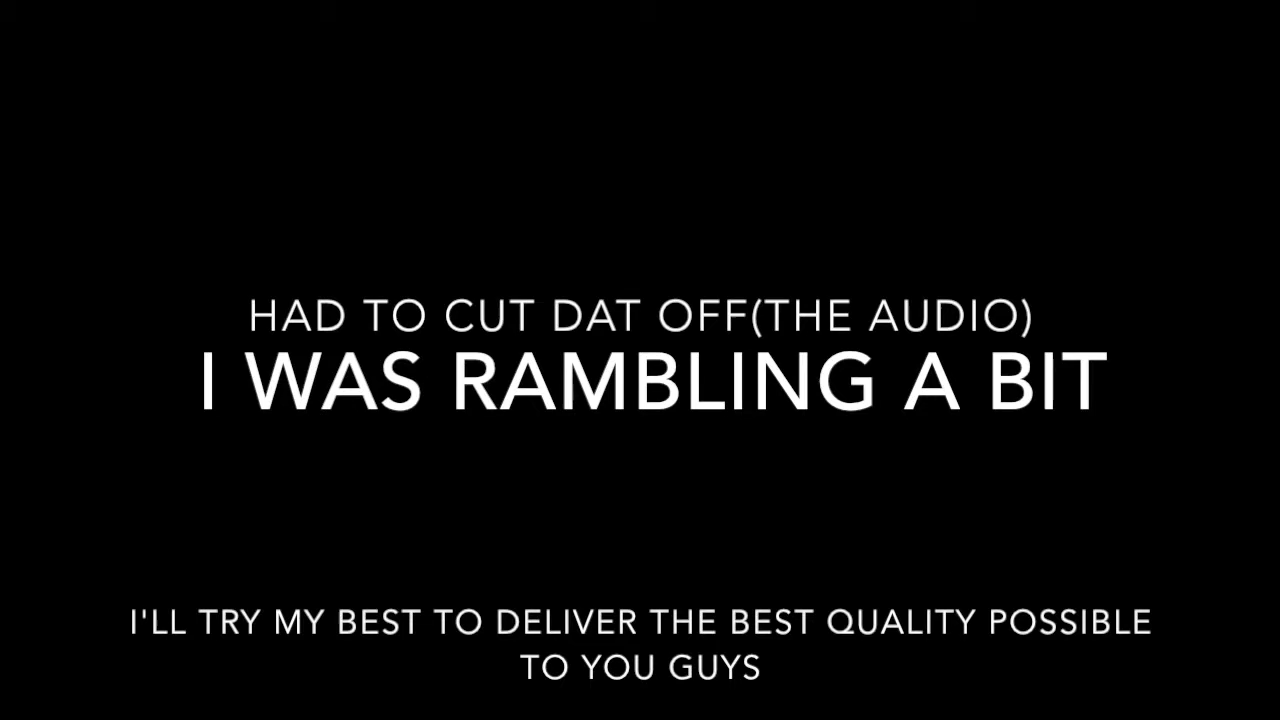 HAD TO CUT DAT OFF(THE AUDIO)
I WAS RAMBLING A BIT
I'LL TRY MY BEST TO DELIVER THE BEST QUALITY POSSIBLE
TO YOU GUYS